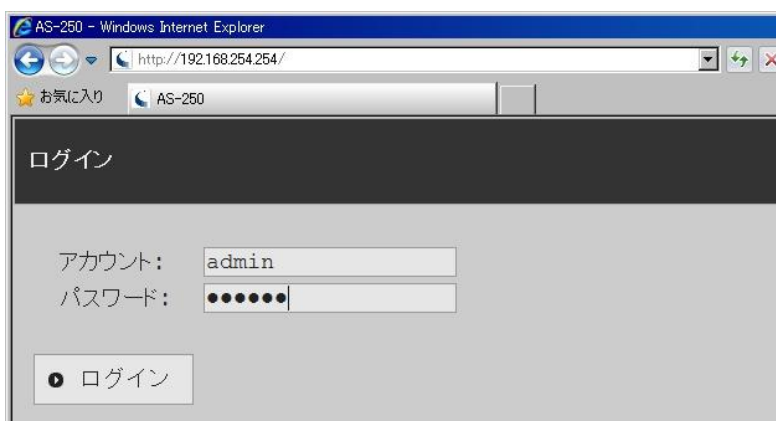 AS-250 - Windows Internet Explorer
http://192.168.254.254/
お気に入り
AS-250
ログイン
アカウント: admin
パスワード: ●●●●●●
ログイン